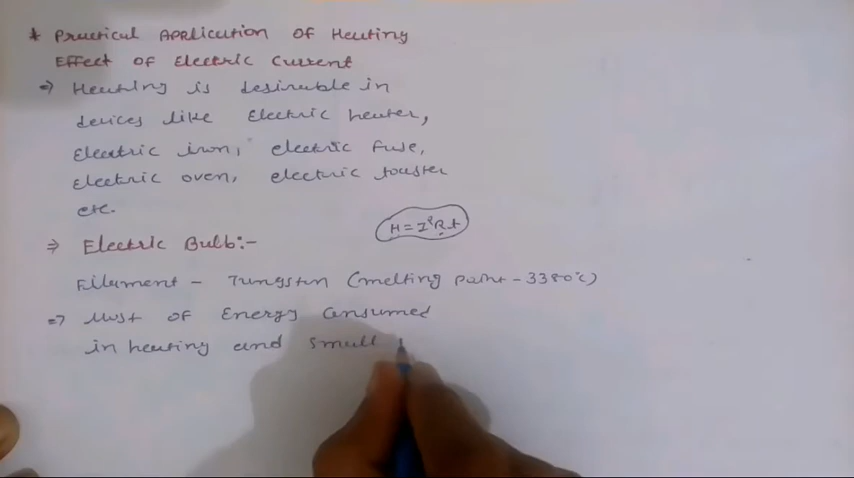 * Practical Application of Heating
Effect of Electric Current
⇒ Heating is desirable in
devices like Electric heater,
Electric iron, electric fuse,
Electric oven, electric toaster
etc.
H = I²Rt
⇒ Electric Bulb:-
Filament - Tungsten (melting point - 3380°C)
⇒ Most of Energy Consumed
in heating and small